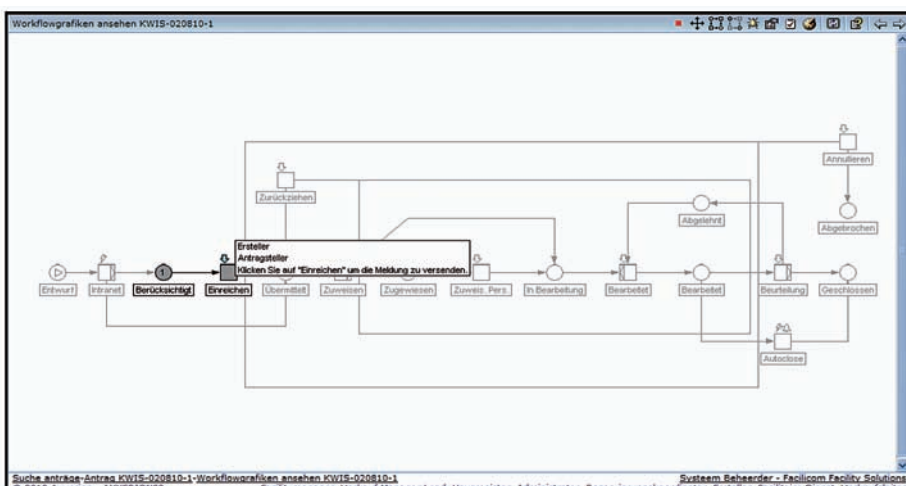 Workflowgrafiken ansehen KWIS-020810-1
Annullieren
Zurückziehen
Abgelehnt
Abgebrochen
Ersteller
Antragsteller
Klicken Sie auf "Einreichen" um die Meldung zu versenden.
1
Entwurf
Intranet
Berücksichtigt
Einreichen
Übermittelt
Zuweisen
Zugewiesen
Zuweis. Pers.
In Bearbeitung
Bearbeitet
Bearbeitet
Beurteilung
Geschlossen
Autoclose
Suche anträge-Antrag KWIS-020810-1-Workflowgrafiken ansehen KWIS-020810-1
Systeem Beheerder - Facilicom Facility Solutions